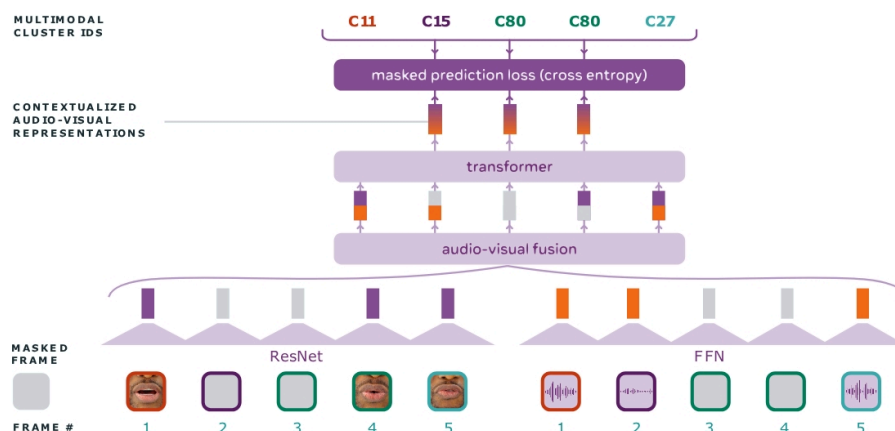 MULTIMODAL
CLUSTER IDS
C11 C15 C80 C80 C27
masked prediction loss (cross entropy)
CONTEXTUALIZED
AUDIO-VISUAL
REPRESENTATIONS
transformer
audio-visual fusion
MASKED
FRAME
ResNet FFN
FRAME # 1 2 3 4 5 1 2 3 4 5